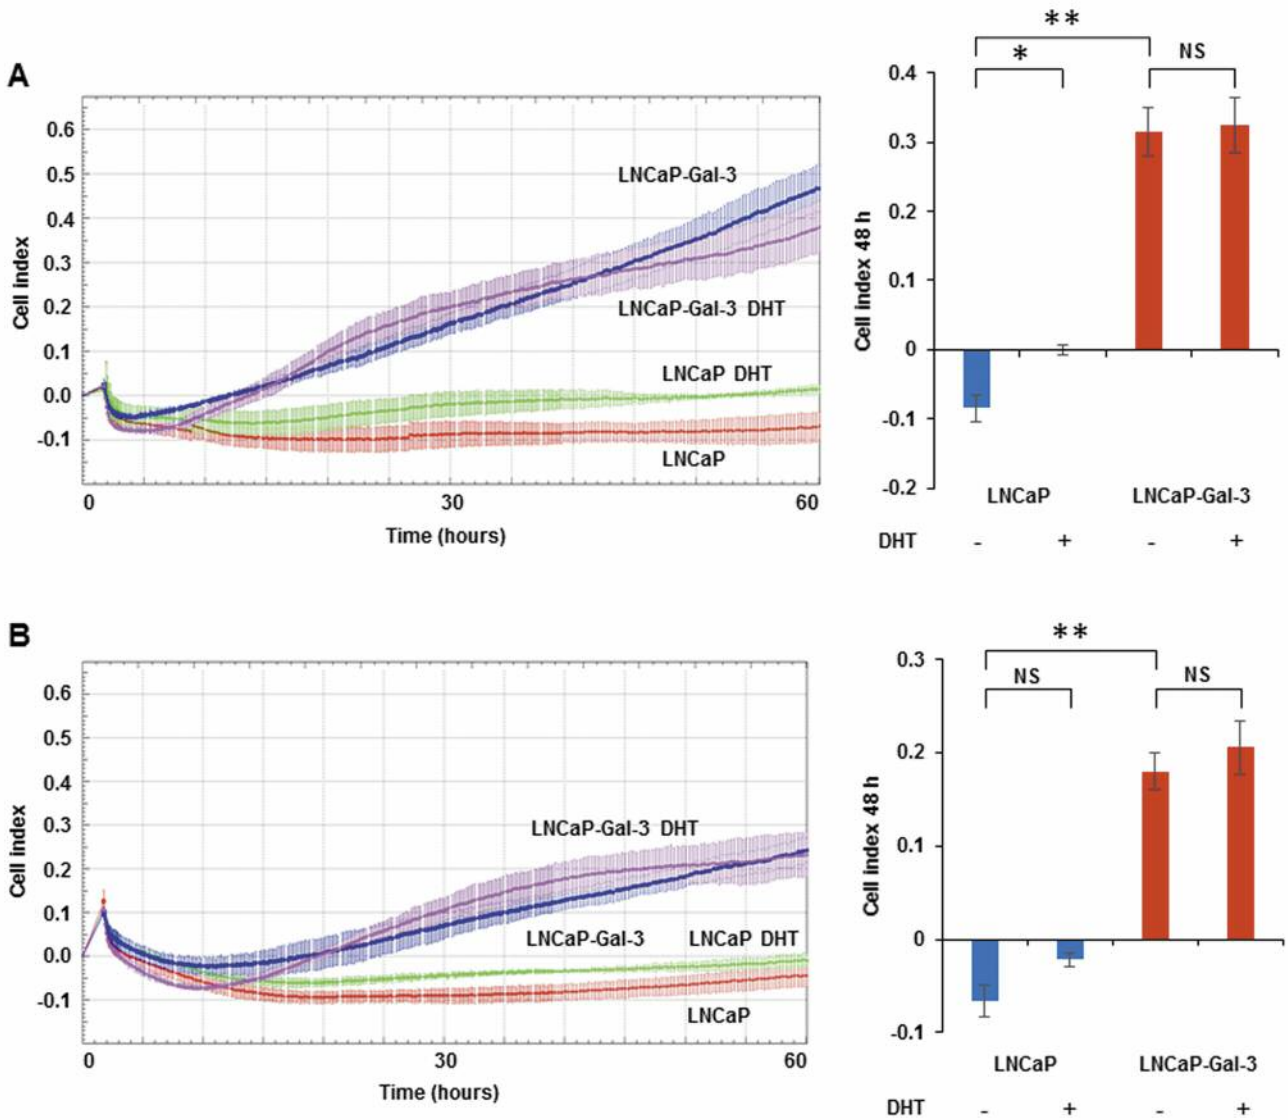 A
Cell index
0.6
0.5
0.4
0.3
0.2
0.1
0.0
-0.1
LNCaP-Gal-3
LNCaP-Gal-3 DHT
LNCaP DHT
LNCaP
0 30 60
Time (hours)
Cell index 48 h
** 
* NS
0.4
0.3
0.2
0.1
0
-0.1
-0.2
LNCaP LNCaP-Gal-3
DHT - + - +
B
Cell index
0.6
0.5
0.4
0.3
0.2
0.1
0.0
-0.1
LNCaP-Gal-3 DHT
LNCaP-Gal-3 LNCaP DHT
LNCaP
0 30 60
Time (hours)
Cell index 48 h
**
NS NS
0.3
0.2
0.1
0
-0.1
LNCaP LNCaP-Gal-3
DHT - + - +